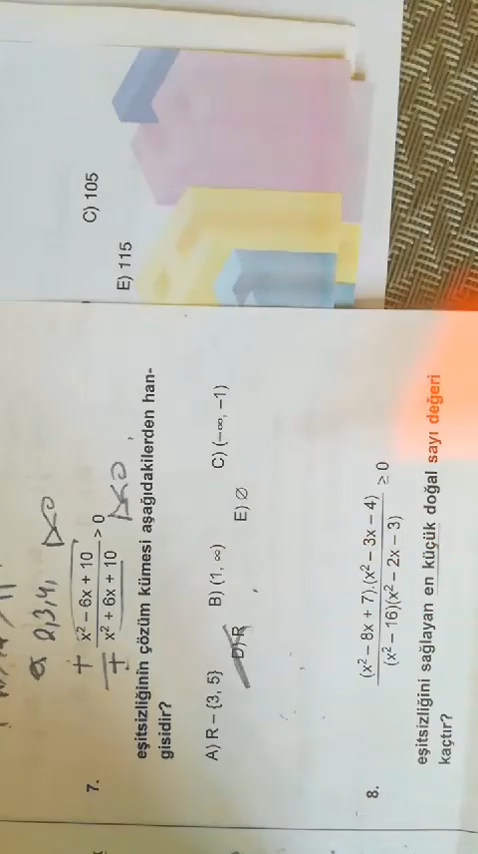 C) 105
E) 115
2,3,4, Δ<0
7. + x² – 6x + 10
+ x² + 6x + 10 > 0 Δ<0
eşitsizliğinin çözüm kümesi aşağıdakilerden han-
gisidir?
A) R – {3, 5} B) (1, ∞) C) (–∞, –1)
D) R E) ∅
8. (x² – 8x + 7).(x² – 3x – 4)
(x² – 16)(x² – 2x – 3) ≥ 0
eşitsizliğini sağlayan en küçük doğal sayı değeri
kaçtır?